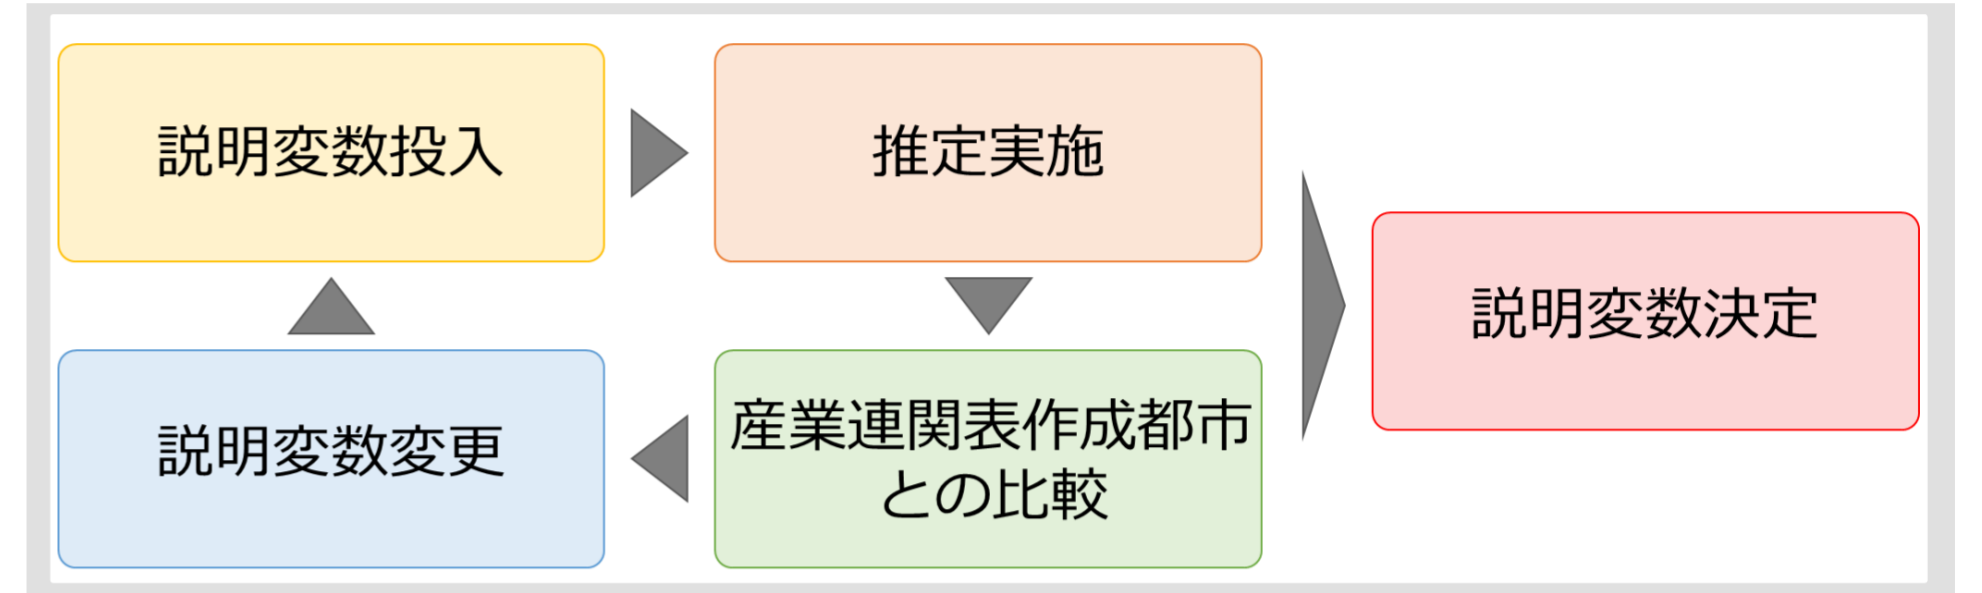 説明変数投入
推定実施
産業連関表作成都市
との比較
説明変数変更
説明変数決定